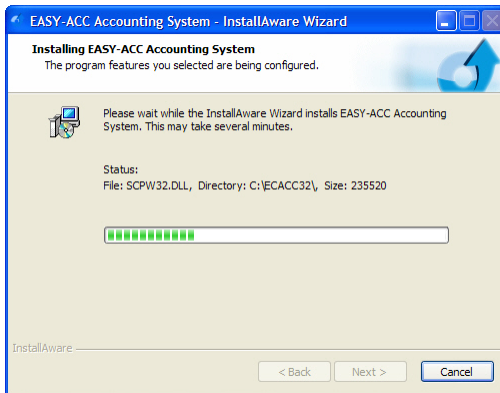 EASY-ACC Accounting System - InstallAware Wizard
Installing EASY-ACC Accounting System
The program features you selected are being configured.
Please wait while the InstallAware Wizard installs EASY-ACC Accounting
System. This may take several minutes.
Status:
File: SCPW32.DLL, Directory: C:\ECACC32\, Size: 235520
InstallAware
< Back Next > Cancel